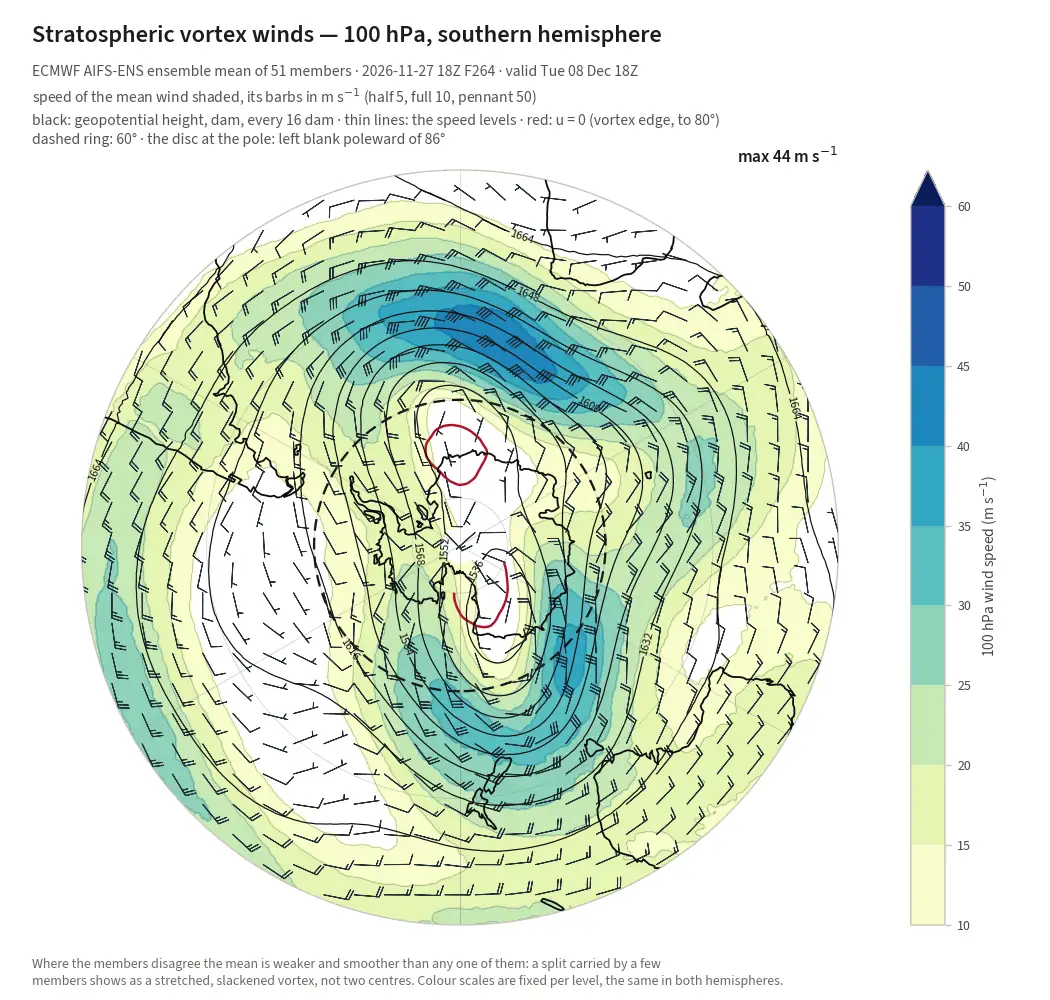 Stratospheric vortex winds — 100 hPa, southern hemisphere
ECMWF AIFS-ENS ensemble mean of 51 members · 2026-11-27 18Z F264 · valid Tue 08 Dec 18Z
speed of the mean wind shaded, its barbs in m s⁻¹ (half 5, full 10, pennant 50)
black: geopotential height, dam, every 16 dam · thin lines: the speed levels · red: u = 0 (vortex edge, to 80°)
dashed ring: 60° · the disc at the pole: left blank poleward of 86°
max 44 m s⁻¹
1664
1648
1600
1664
1664
1552
1568
1536
1584
1616
1632
60
50
45
40
35
30
25
20
15
10
100 hPa wind speed (m s⁻¹)
Where the members disagree the mean is weaker and smoother than any one of them: a split carried by a few
members shows as a stretched, slackened vortex, not two centres. Colour scales are fixed per level, the same in both hemispheres.